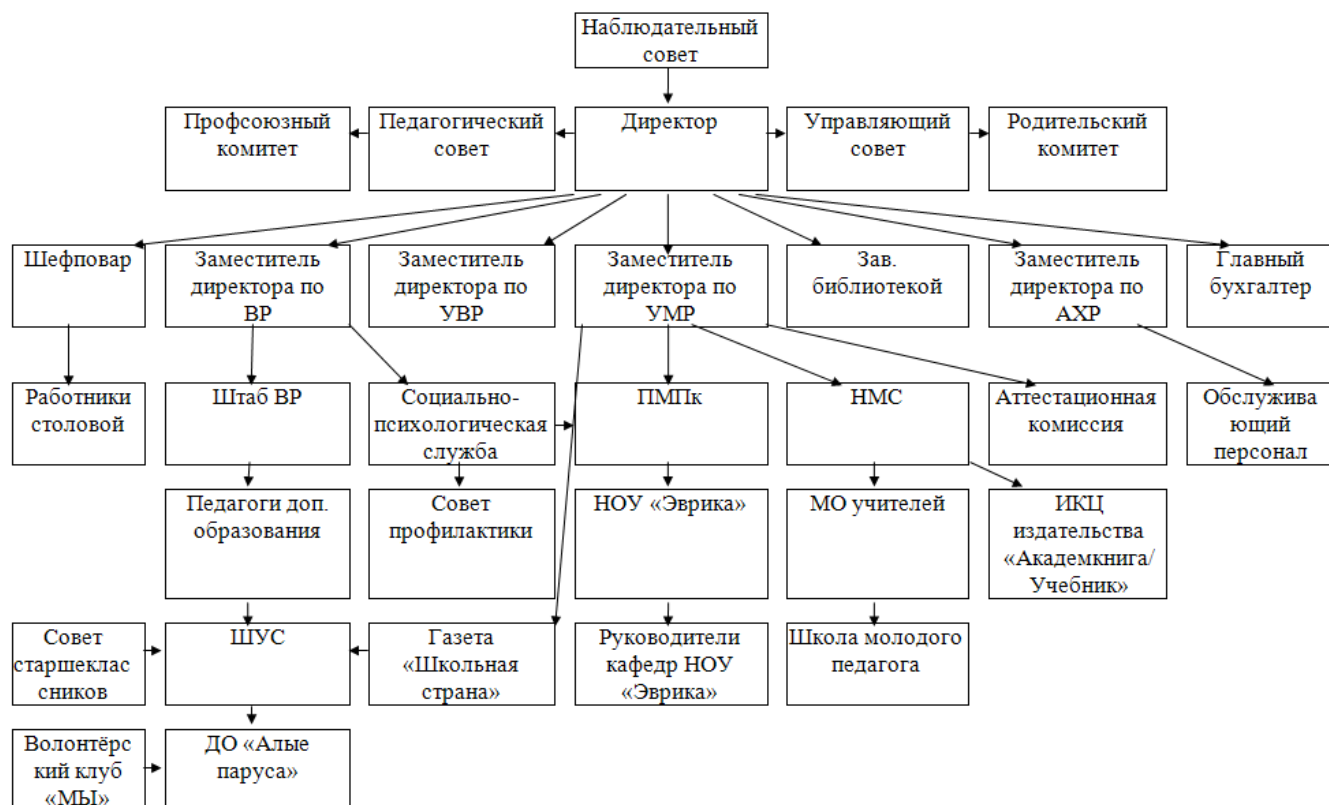 Наблюдательный
совет
Профсоюзный
комитет
Педагогический
совет
Директор
Управляющий
совет
Родительский
комитет
Шефповар
Заместитель
директора по
ВР
Заместитель
директора по
УВР
Заместитель
директора по
УМР
Зав.
библиотекой
Заместитель
директора по
АХР
Главный
бухгалтер
Работники
столовой
Штаб ВР
Социально-
психологическая
служба
ПМПк
НМС
Аттестационная
комиссия
Обслужива
ющий
персонал
Педагоги доп.
образования
Совет
профилактики
НОУ «Эврика»
МО учителей
ИКЦ
издательства
«Академкнига/
Учебник»
Совет
старшеклас
сников
ШУС
Газета
«Школьная
страна»
Руководители
кафедр НОУ
«Эврика»
Школа молодого
педагога
Волонтёрс
кий клуб
«МЫ»
ДО «Алые
паруса»